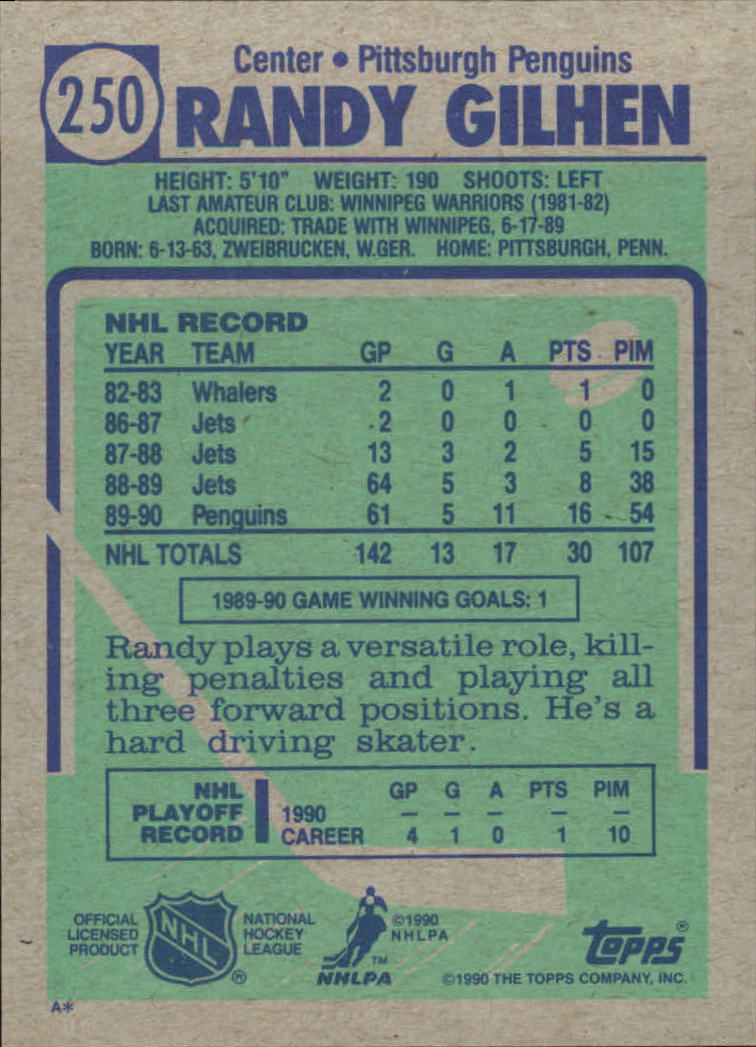 250
Center • Pittsburgh Penguins
RANDY GILHEN
HEIGHT: 5'10" WEIGHT: 190 SHOOTS: LEFT
LAST AMATEUR CLUB: WINNIPEG WARRIORS (1981-82)
ACQUIRED: TRADE WITH WINNIPEG, 6-17-89
BORN: 6-13-63, ZWEIBRUCKEN, W.GER. HOME: PITTSBURGH, PENN.
NHL RECORD
YEAR TEAM GP G A PTS PIM
82-83 Whalers 2 0 1 1 0
86-87 Jets 2 0 0 0 0
87-88 Jets 13 3 2 5 15
88-89 Jets 64 5 3 8 38
89-90 Penguins 61 5 11 16 54
NHL TOTALS 142 13 17 30 107
1989-90 GAME WINNING GOALS: 1
Randy plays a versatile role, kill-
ing penalties and playing all
three forward positions. He's a
hard driving skater.
NHL PLAYOFF RECORD
GP G A PTS PIM
1990 – – – – –
CAREER 4 1 0 1 10
OFFICIAL
LICENSED
PRODUCT
NHL
®
NATIONAL
HOCKEY
LEAGUE
TM
NHLPA
©1990
NHLPA
TOPPS®
©1990 THE TOPPS COMPANY, INC.
A*